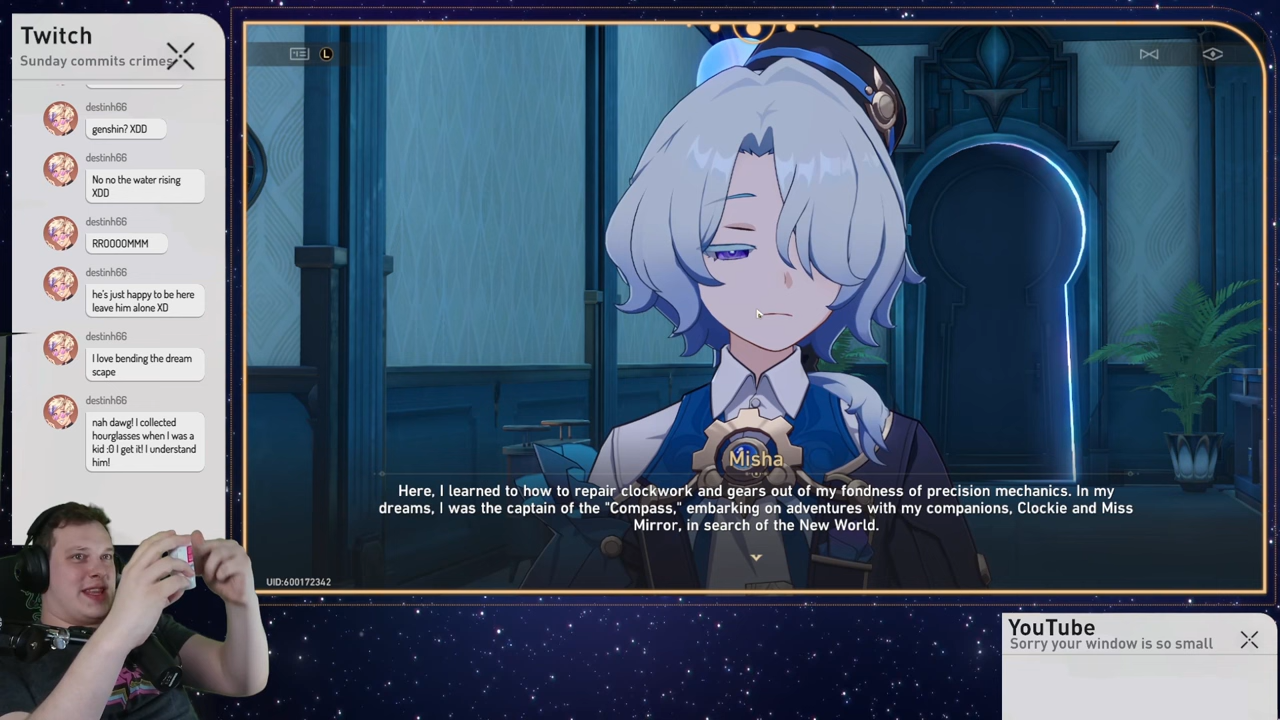 Twitch
Sunday commits crimes
destinh66
genshin? XDD
destinh66
No no the water rising
XDD
destinh66
RROOOOMMM
destinh66
he's just happy to be here
leave him alone XD
destinh66
I love bending the dream
scape
destinh66
nah dawg! I collected
hourglasses when I was a
kid :0 I get it! I understand
him!
L
Misha
Here, I learned to how to repair clockwork and gears out of my fondness of precision mechanics. In my
dreams, I was the captain of the "Compass," embarking on adventures with my companions, Clockie and Miss
Mirror, in search of the New World.
UID:600172342
YouTube
Sorry your window is so small